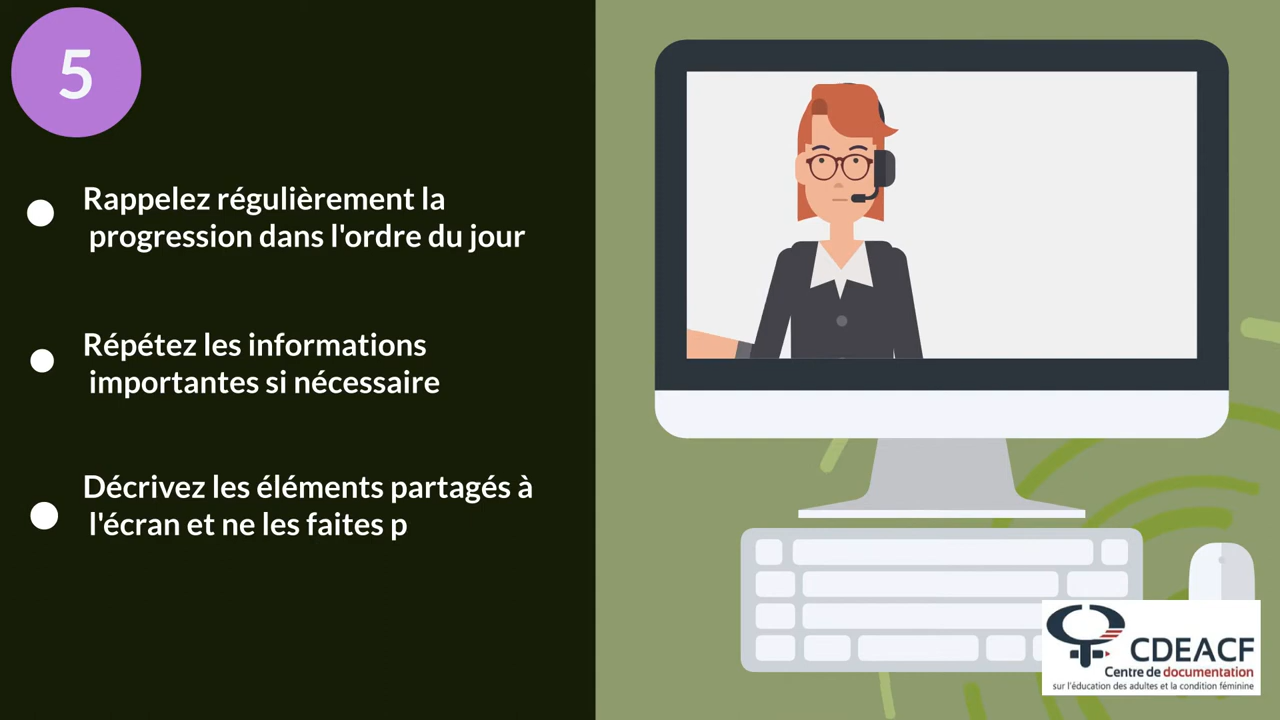 5
Rappelez régulièrement la
progression dans l'ordre du jour
Répétez les informations
importantes si nécessaire
Décrivez les éléments partagés à
l'écran et ne les faites p
CDEACF
Centre de documentation
sur l'éducation des adultes et la condition féminine